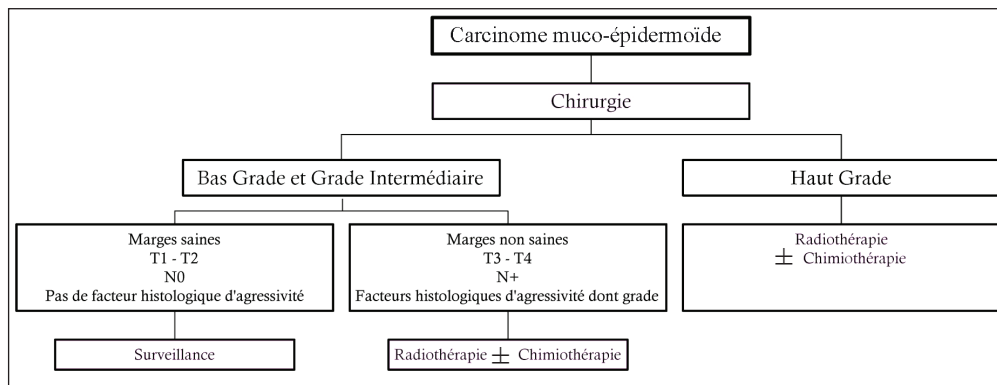 Carcinome muco-épidermoïde
Chirurgie
Bas Grade et Grade Intermédiaire
Haut Grade
Marges saines
T1 - T2
N0
Pas de facteur histologique d'agressivité
Marges non saines
T3 - T4
N+
Facteurs histologiques d'agressivité dont grade
Radiothérapie
± Chimiothérapie
Surveillance
Radiothérapie ± Chimiothérapie